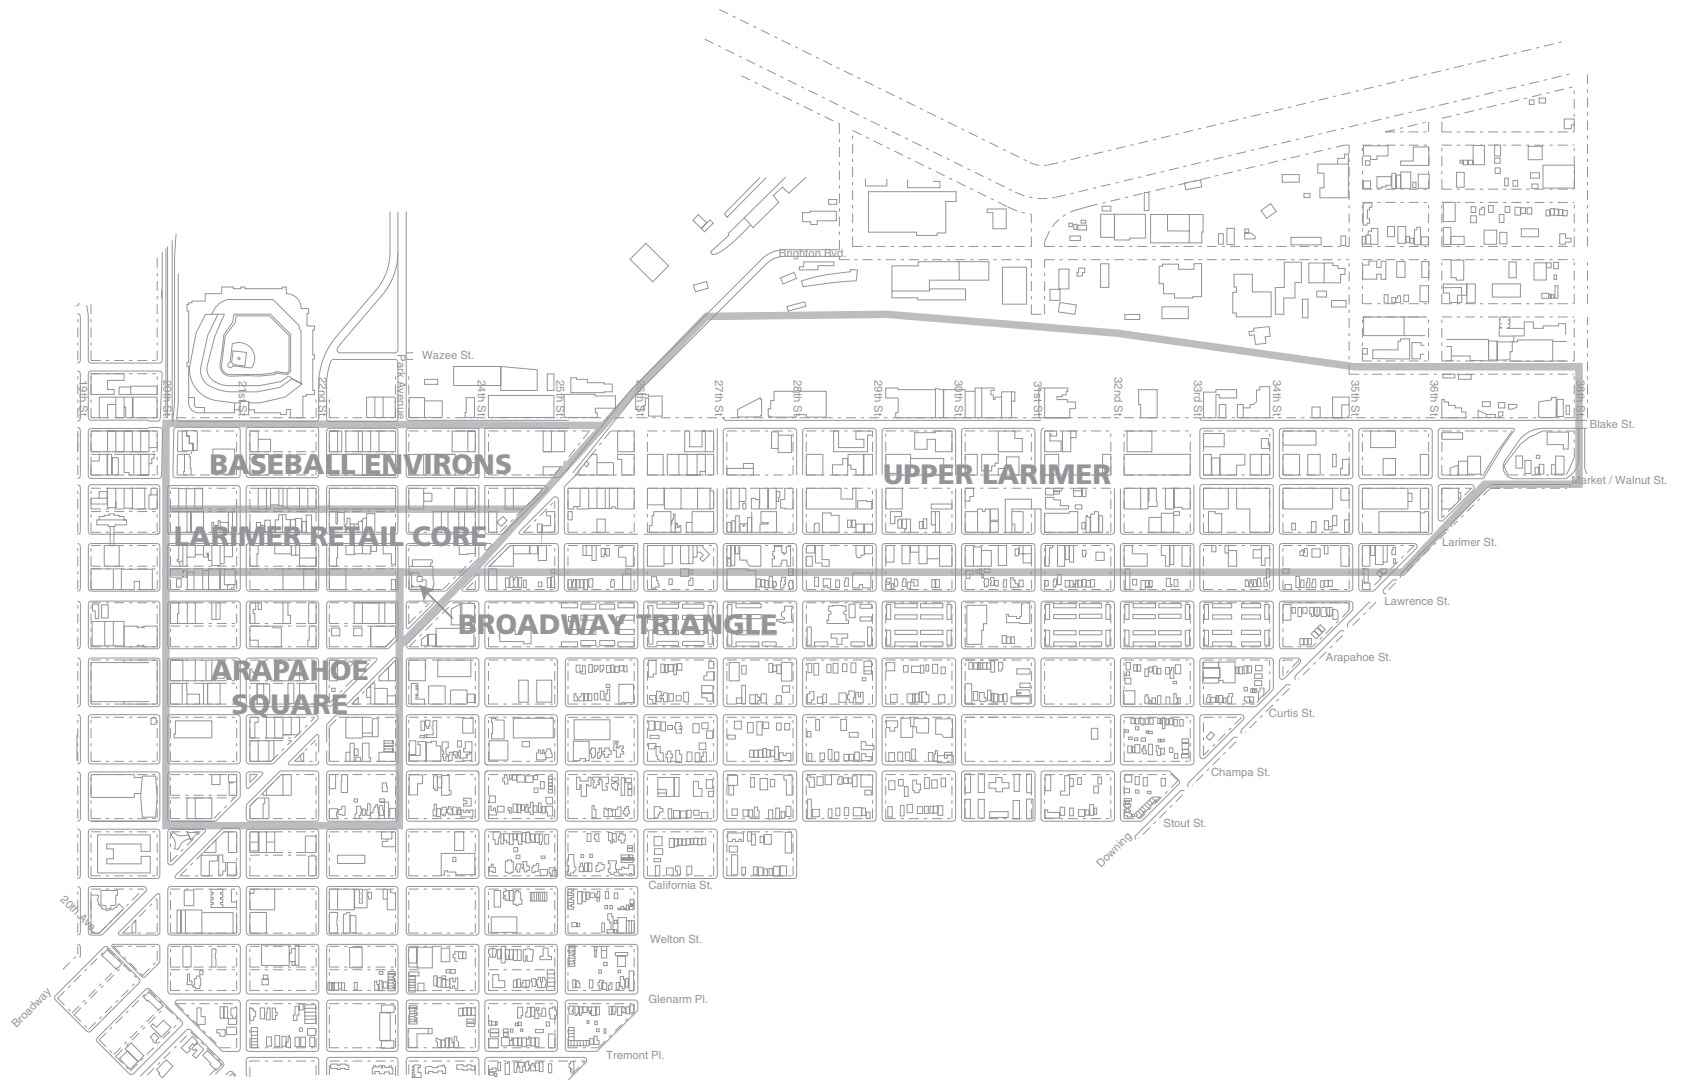 Brighton Blvd.
Wazee St.
Park Avenue
19th St
20th St
21st St
22nd St
24th St
25th St
26th St
27th St
28th St
29th St
30th St
31st St
32nd St
33rd St
34th St
35th St
36th St
38th St
Blake St.
BASEBALL ENVIRONS
UPPER LARIMER
Market / Walnut St.
LARIMER RETAIL CORE
Larimer St.
Lawrence St.
BROADWAY TRIANGLE
Arapahoe St.
ARAPAHOE
SQUARE
Curtis St.
Champa St.
Stout St.
Downing
California St.
20th Ave.
Welton St.
Broadway
Glenarm Pl.
Tremont Pl.